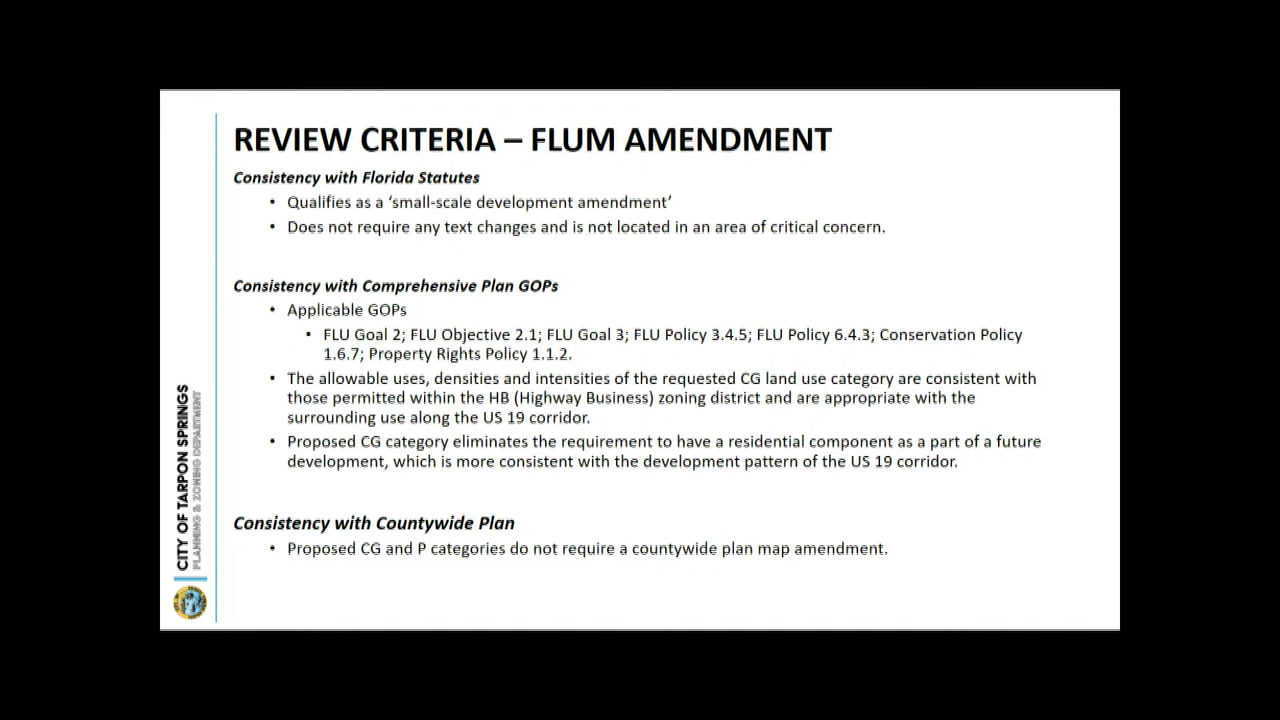 REVIEW CRITERIA – FLUM AMENDMENT
Consistency with Florida Statutes
• Qualifies as a ‘small-scale development amendment’
• Does not require any text changes and is not located in an area of critical concern.
Consistency with Comprehensive Plan GOPs
• Applicable GOPs
• FLU Goal 2; FLU Objective 2.1; FLU Goal 3; FLU Policy 3.4.5; FLU Policy 6.4.3; Conservation Policy
1.6.7; Property Rights Policy 1.1.2.
• The allowable uses, densities and intensities of the requested CG land use category are consistent with
those permitted within the HB (Highway Business) zoning district and are appropriate with the
surrounding use along the US 19 corridor.
• Proposed CG category eliminates the requirement to have a residential component as a part of a future
development, which is more consistent with the development pattern of the US 19 corridor.
Consistency with Countywide Plan
• Proposed CG and P categories do not require a countywide plan map amendment.
CITY OF TARPON SPRINGS
PLANNING & ZONING DEPARTMENT